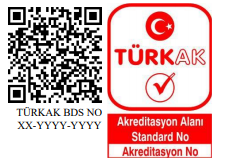 TÜRKAK BDS NO
XX-YYYY-YYYY
TÜRKAK
Akreditasyon Alanı
Standard No
Akreditasyon No